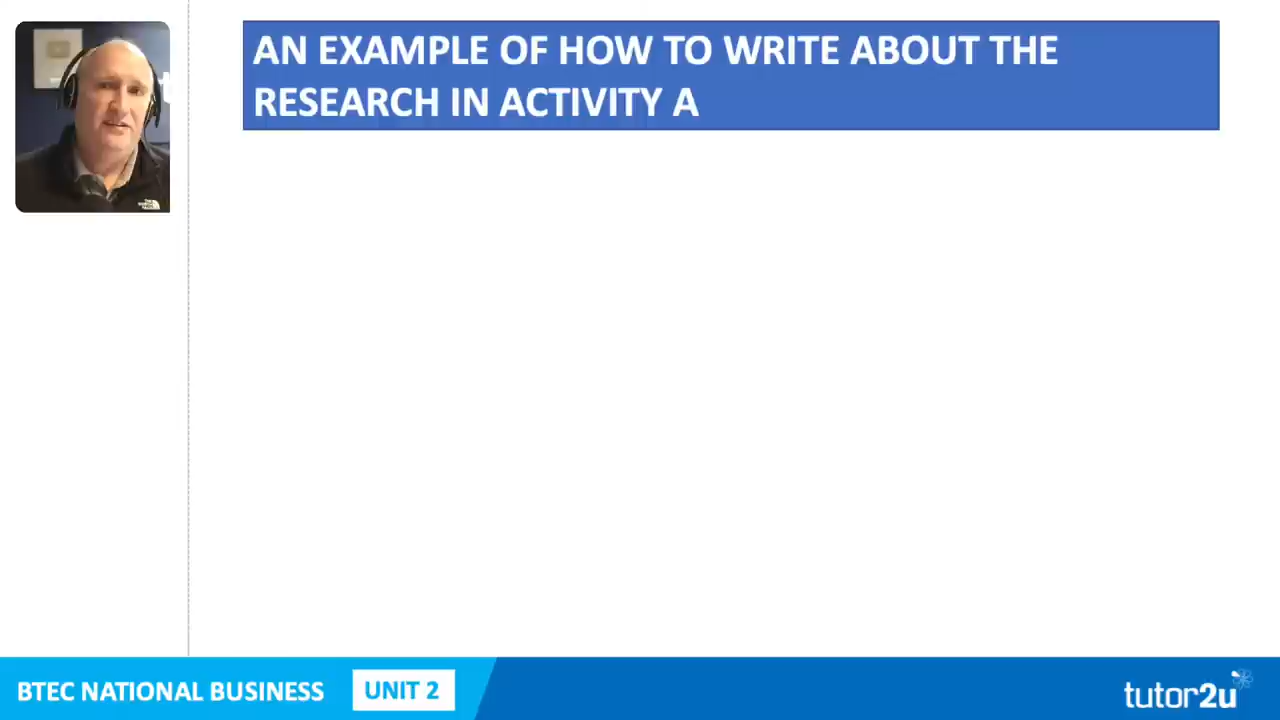 AN EXAMPLE OF HOW TO WRITE ABOUT THE
RESEARCH IN ACTIVITY A
BTEC NATIONAL BUSINESS
UNIT 2
tutor2u